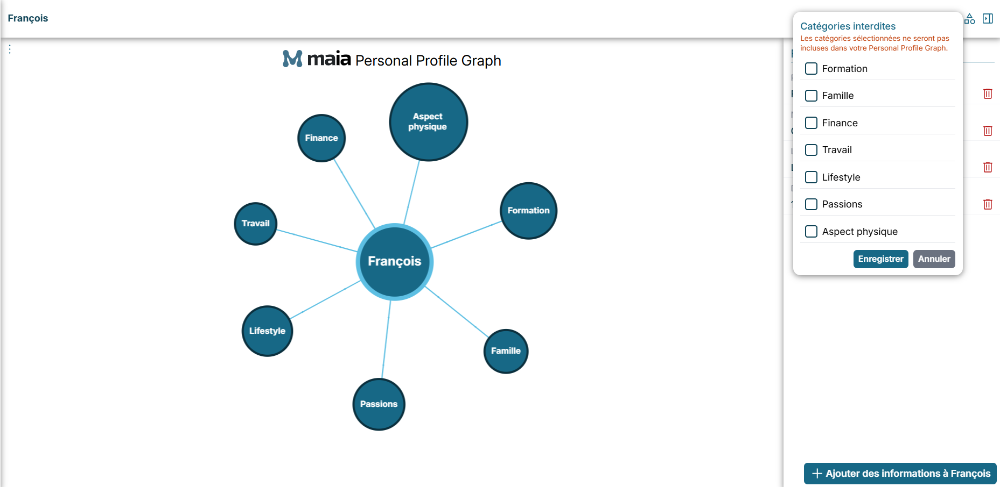 François
maia Personal Profile Graph
Aspect
physique
Finance
Formation
Travail
François
Lifestyle
Famille
Passions
Catégories interdites
Les catégories sélectionnées ne seront pas
incluses dans votre Personal Profile Graph.
Formation
Famille
Finance
Travail
Lifestyle
Passions
Aspect physique
Enregistrer
Annuler
Ajouter des informations à François